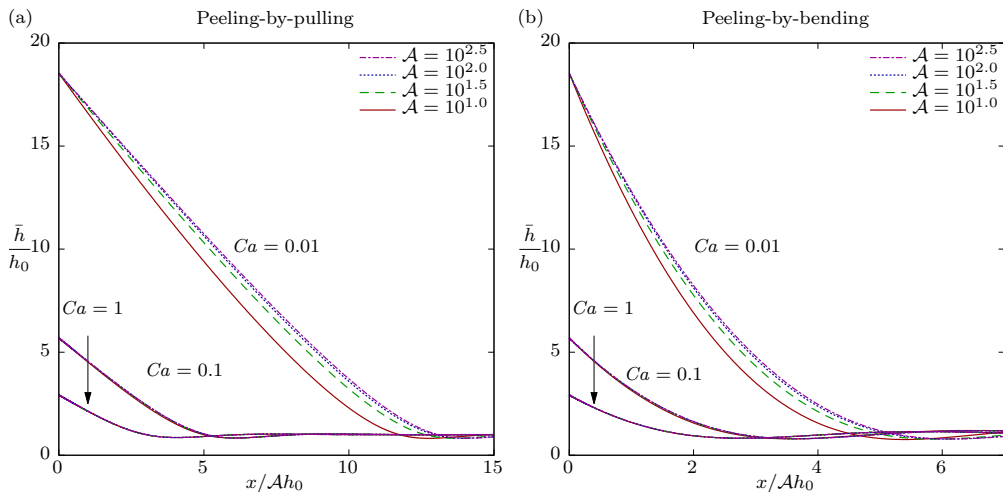 (a) Peeling-by-pulling
20
15
10
5
0
h̄/h₀
𝒜 = 10^2.5
𝒜 = 10^2.0
𝒜 = 10^1.5
𝒜 = 10^1.0
Ca = 0.01
Ca = 1
Ca = 0.1
0 5 10 15
x/𝒜h₀
(b) Peeling-by-bending
20
15
10
5
0
h̄/h₀
𝒜 = 10^2.5
𝒜 = 10^2.0
𝒜 = 10^1.5
𝒜 = 10^1.0
Ca = 0.01
Ca = 1
Ca = 0.1
0 2 4 6
x/𝒜h₀